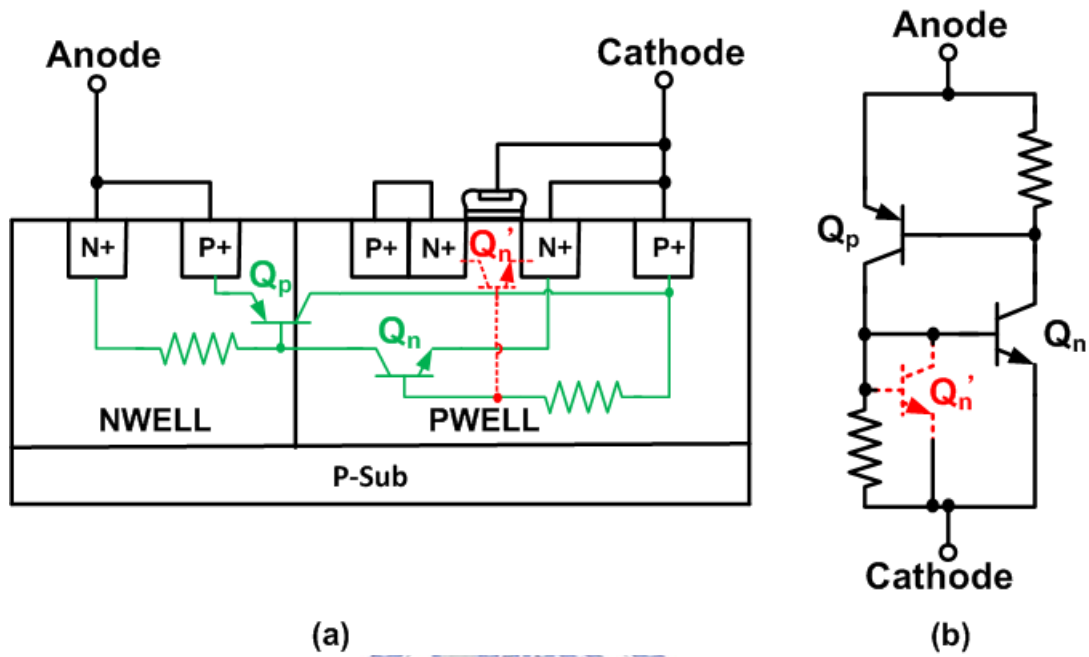 Anode
Cathode
N+
P+
P+
N+
Qn'
N+
P+
Qp
Qn
NWELL
PWELL
P-Sub
(a)
Anode
Qp
Qn
Qn'
Cathode
(b)